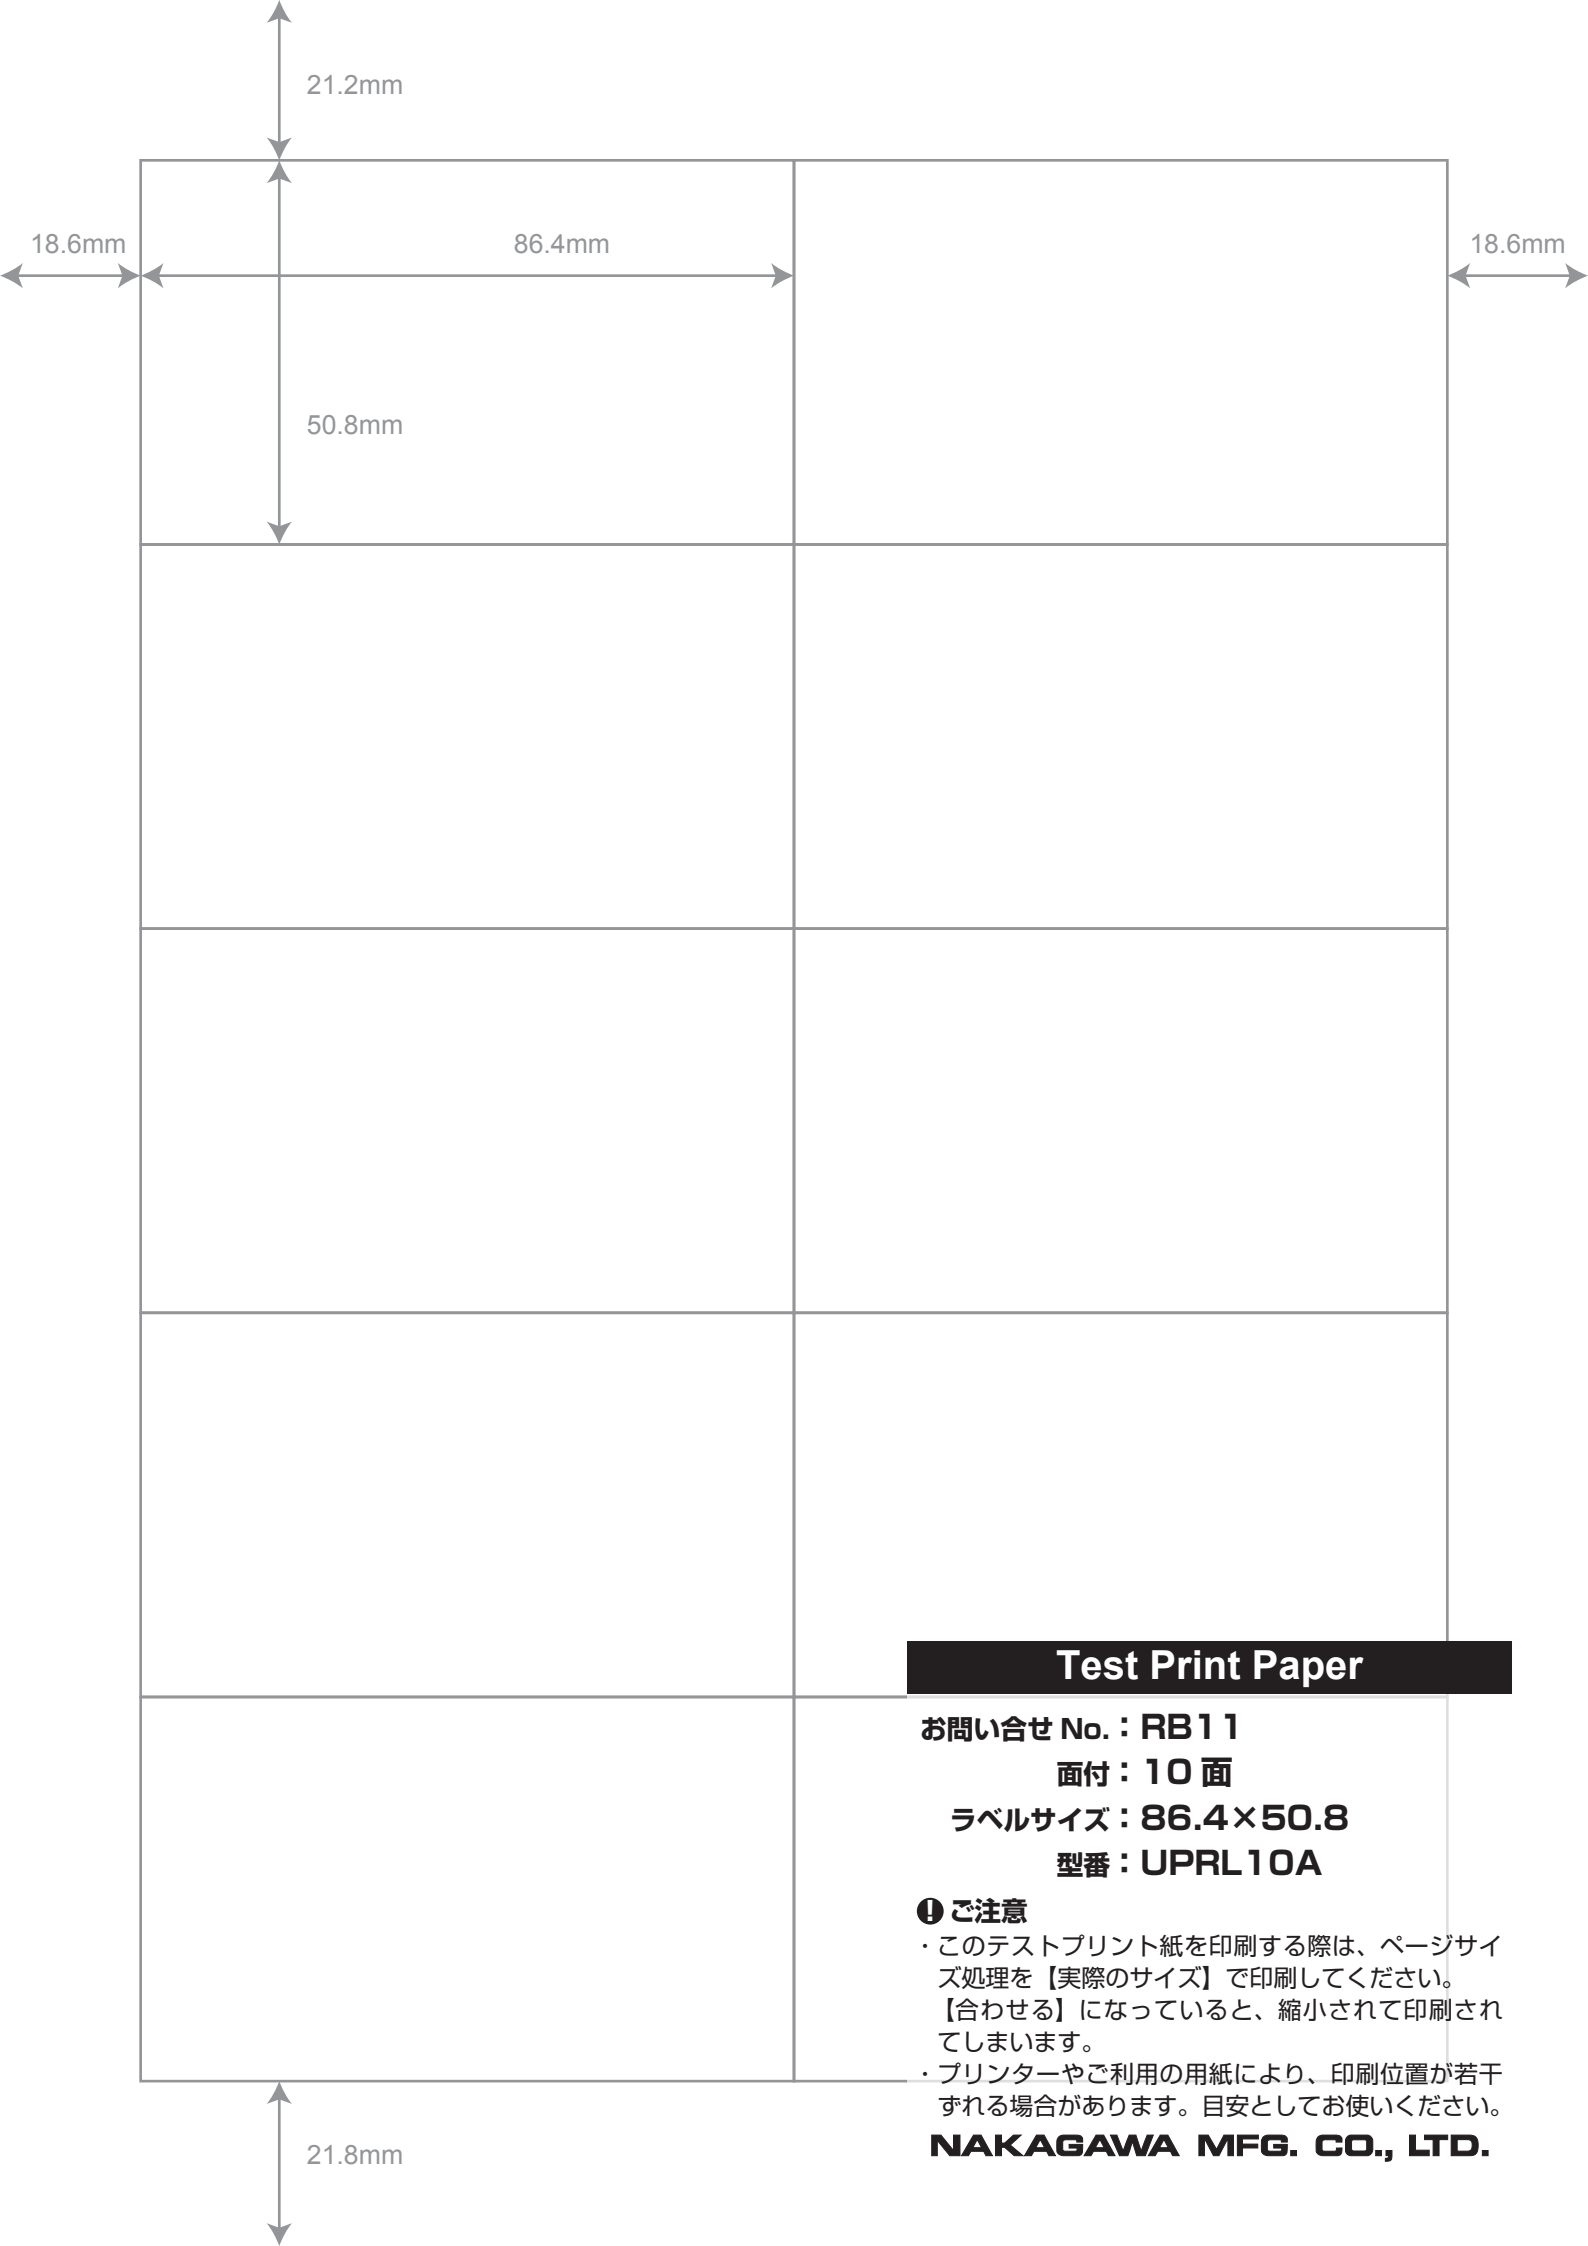 21.2mm
18.6mm
86.4mm
18.6mm
50.8mm
Test Print Paper
お問い合せ No.：RB11
面付：10 面
ラベルサイズ：86.4×50.8
型番：UPRL10A
ご注意
・このテストプリント紙を印刷する際は、ページサイ
ズ処理を【実際のサイズ】で印刷してください。
【合わせる】になっていると、縮小されて印刷され
てしまいます。
・プリンターやご利用の用紙により、印刷位置が若干
ずれる場合があります。目安としてお使いください。
NAKAGAWA MFG. CO., LTD.
21.8mm